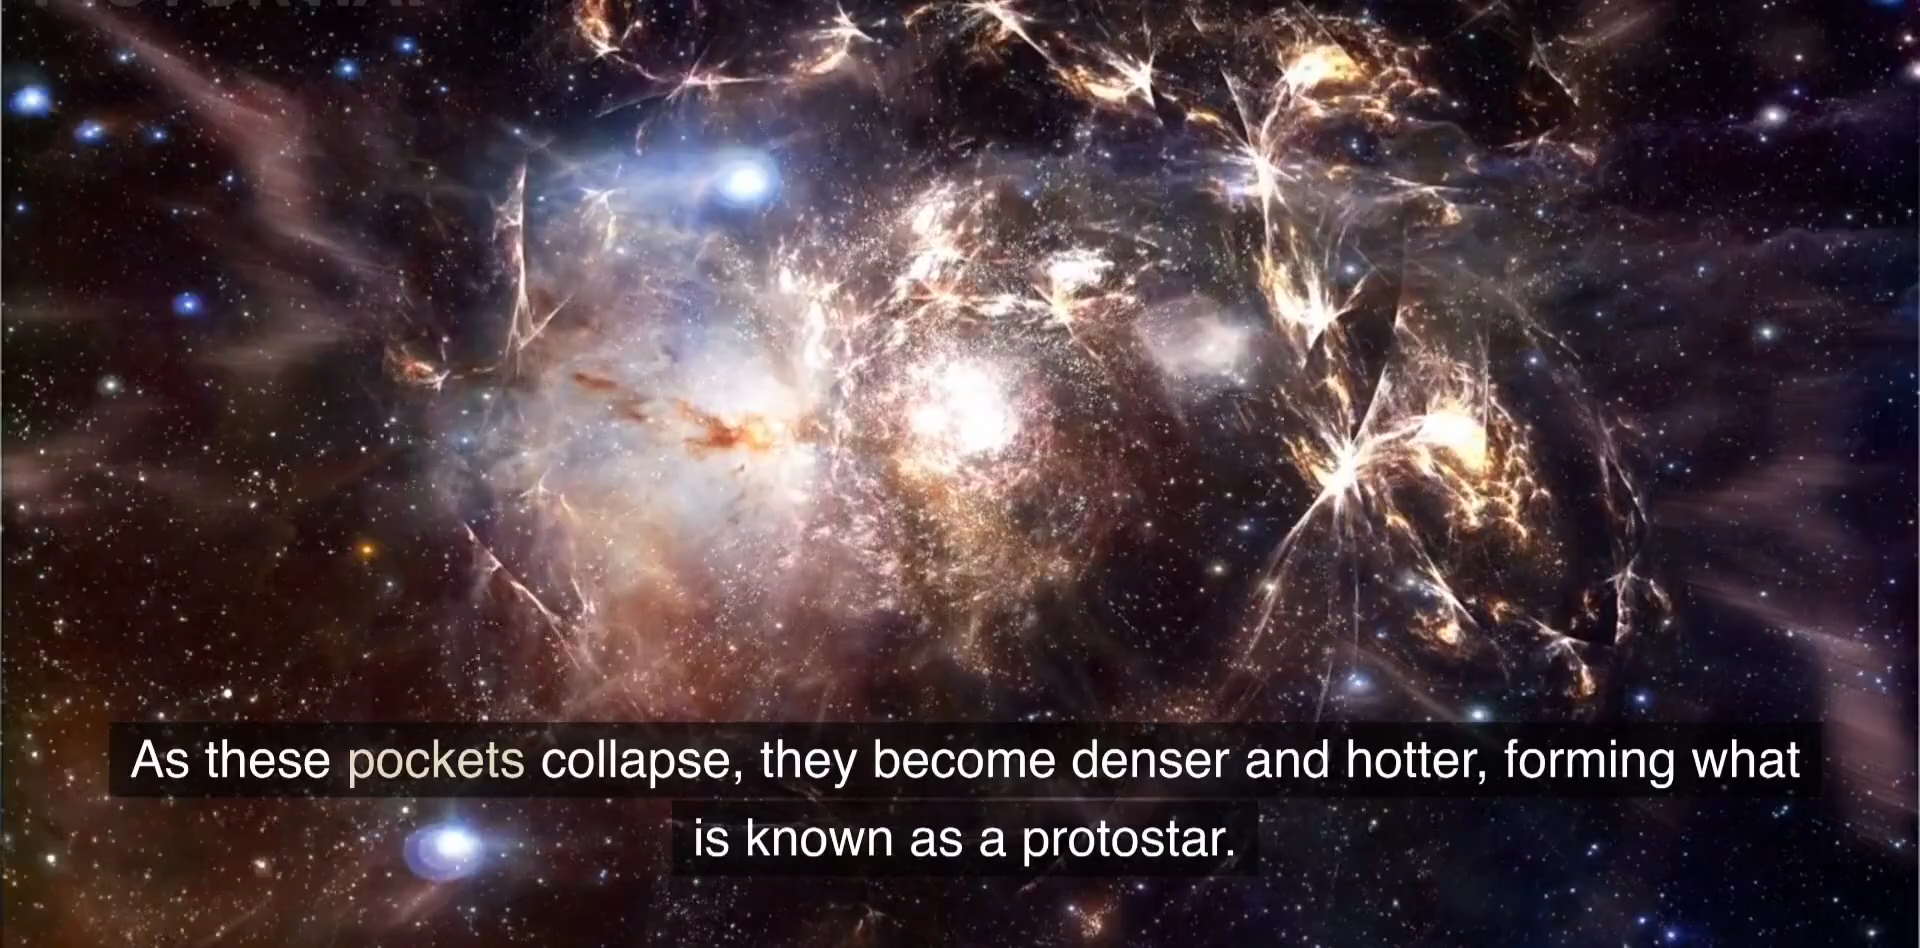 As these pockets collapse, they become denser and hotter, forming what
is known as a protostar.